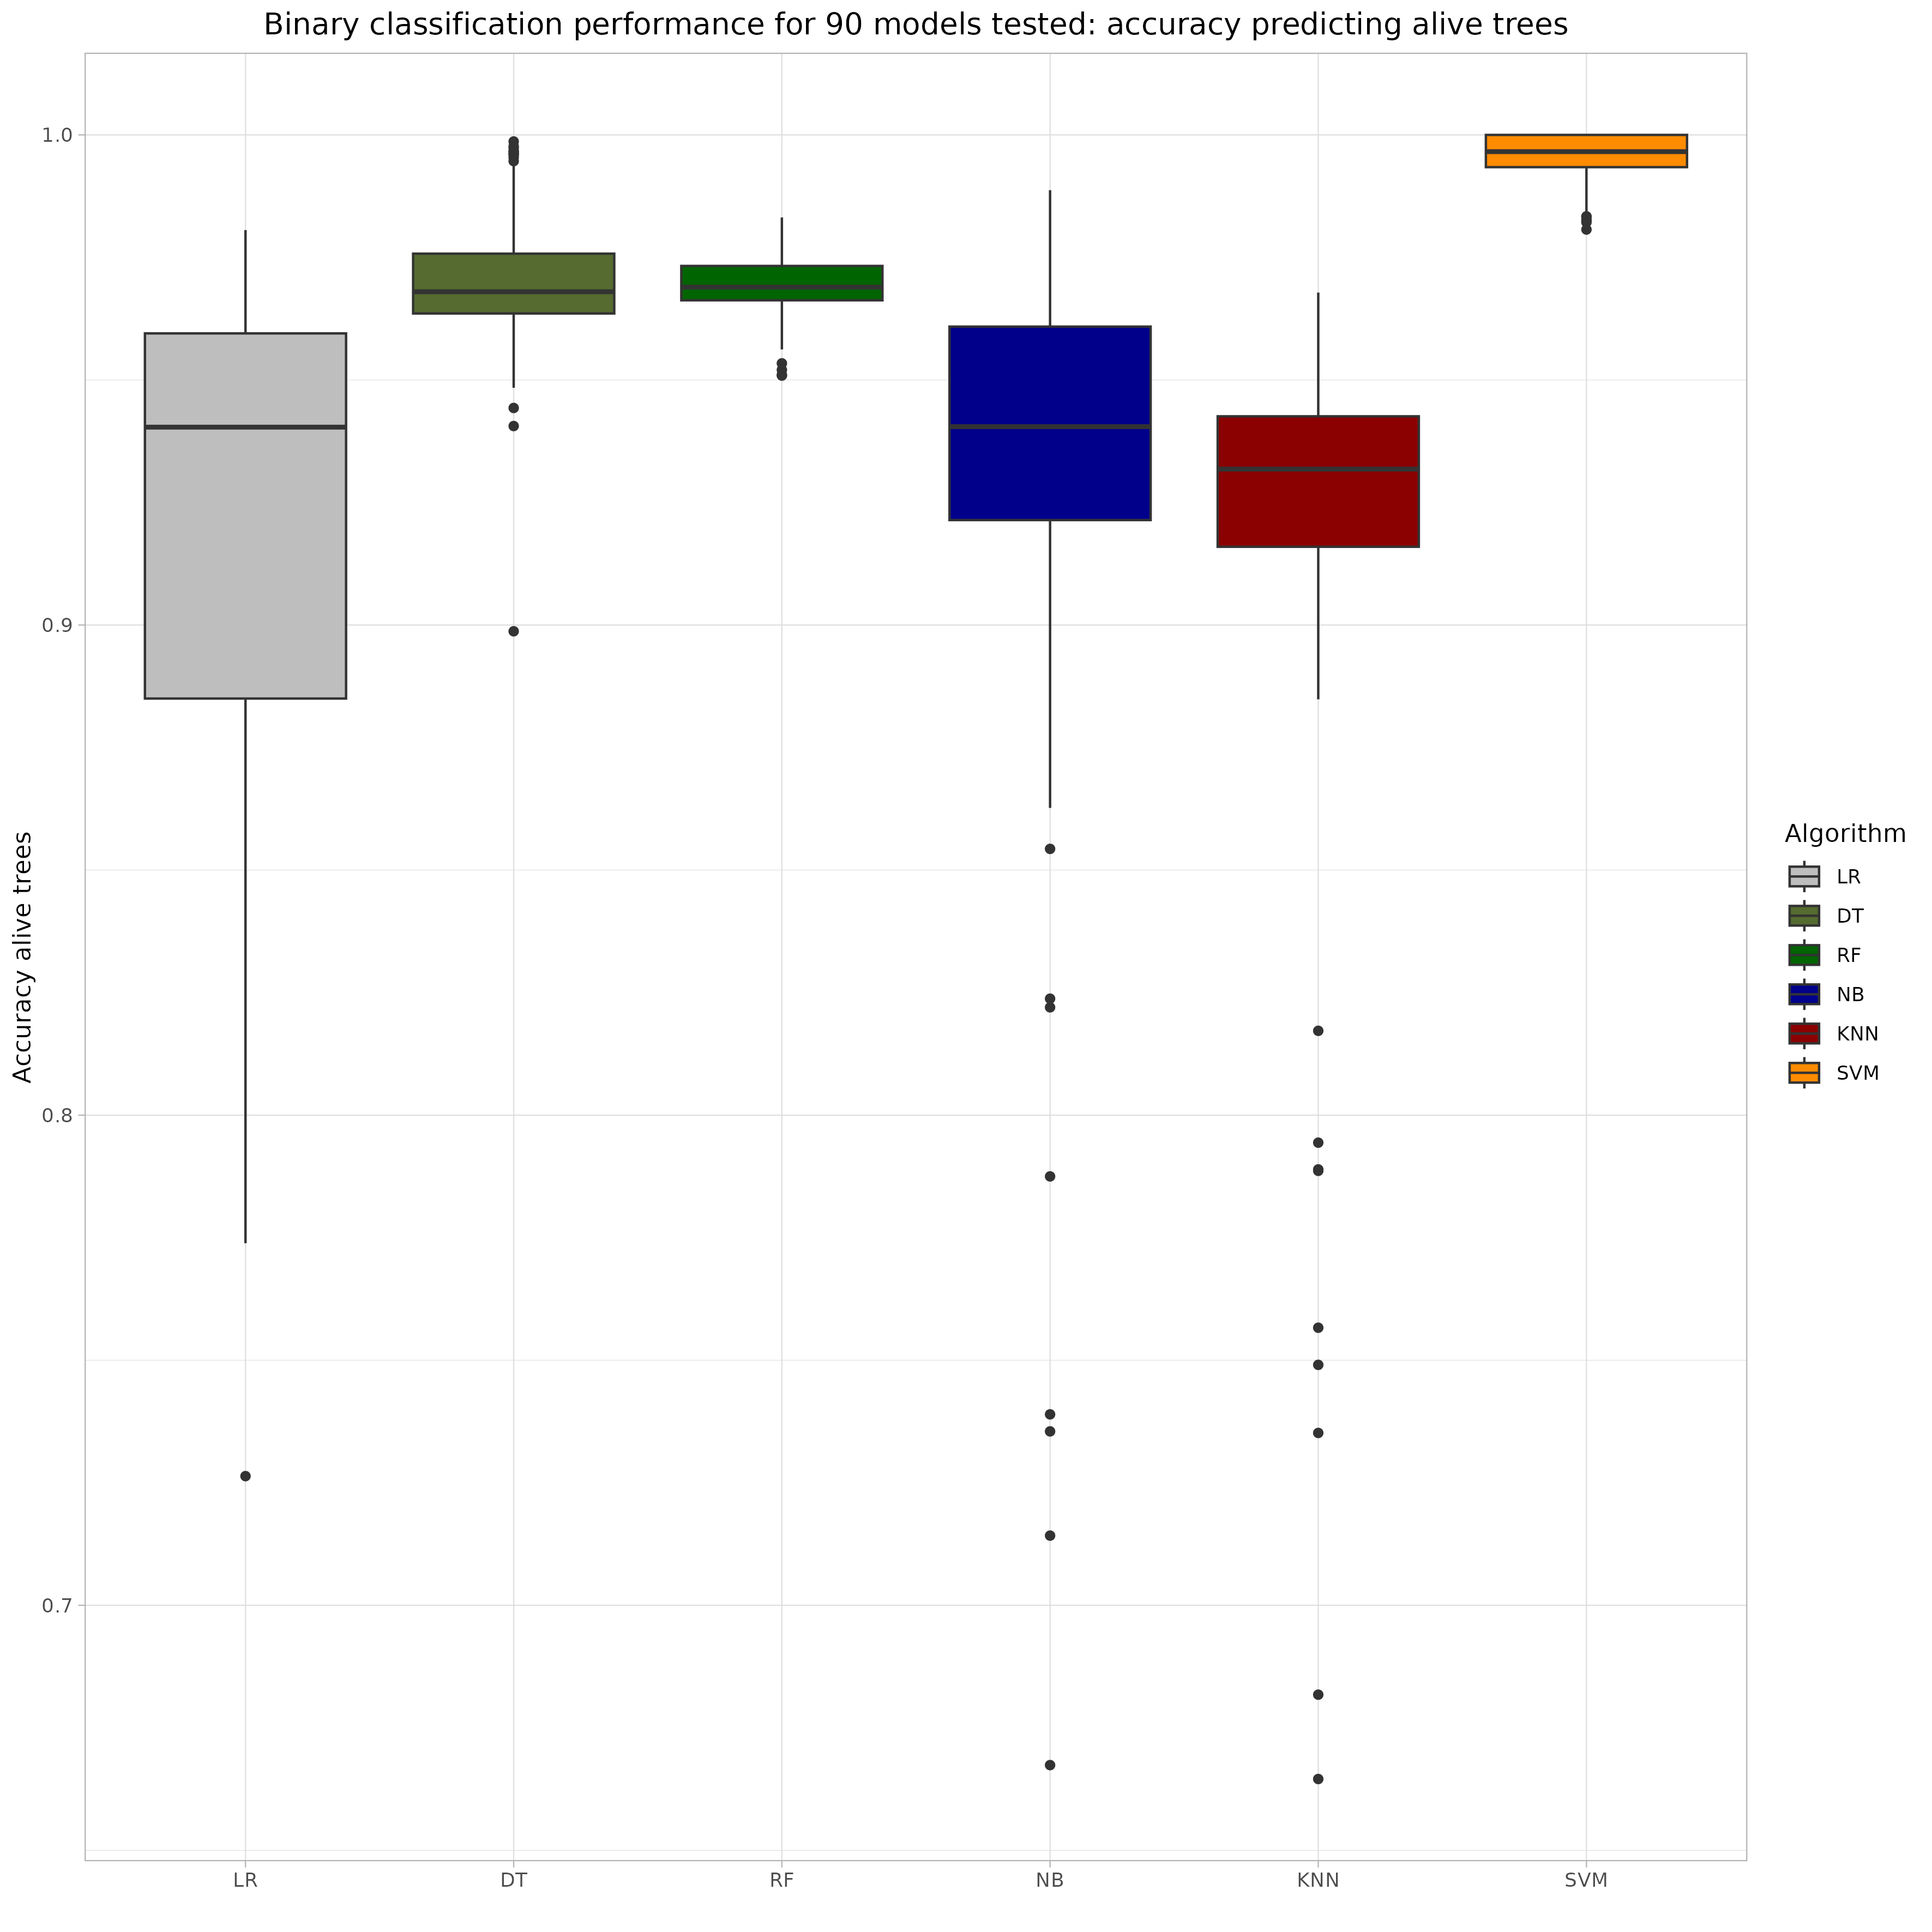 Binary classification performance for 90 models tested: accuracy predicting alive trees
Accuracy alive trees
1.0
0.9
0.8
0.7
LR
DT
RF
NB
KNN
SVM
Algorithm
LR
DT
RF
NB
KNN
SVM